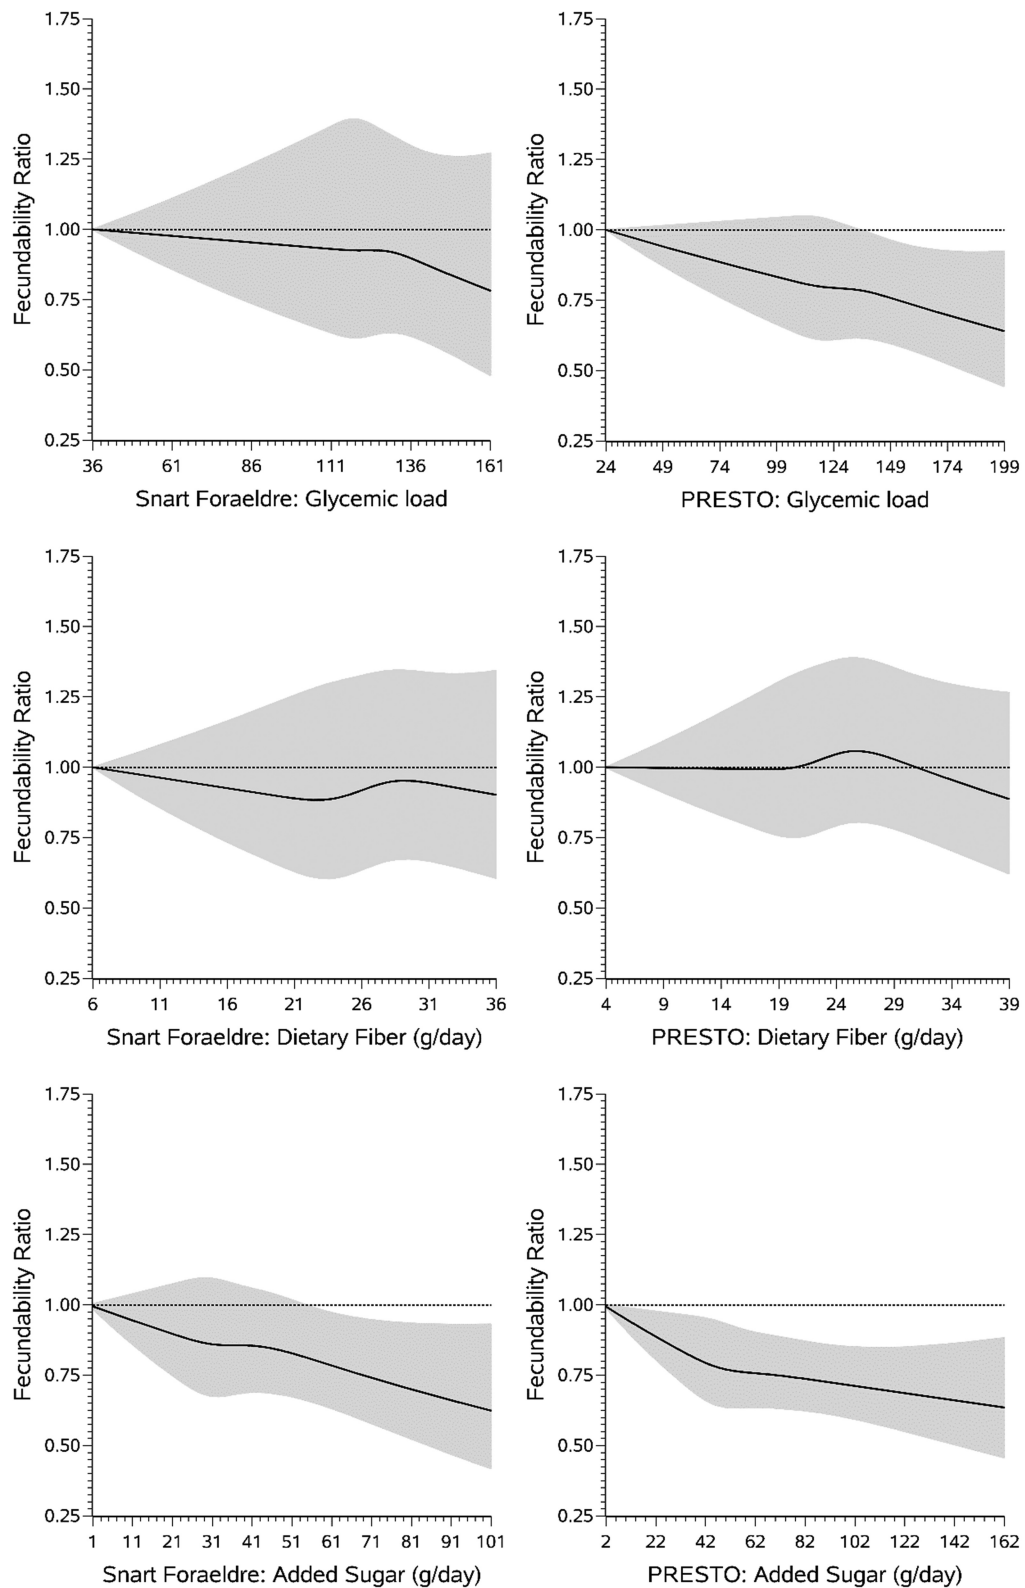 1.75
1.50
1.25
1.00
0.75
0.50
0.25
Fecundability Ratio
36 61 86 111 136 161
Snart Foraeldre: Glycemic load
1.75
1.50
1.25
1.00
0.75
0.50
0.25
Fecundability Ratio
24 49 74 99 124 149 174 199
PRESTO: Glycemic load
1.75
1.50
1.25
1.00
0.75
0.50
0.25
Fecundability Ratio
6 11 16 21 26 31 36
Snart Foraeldre: Dietary Fiber (g/day)
1.75
1.50
1.25
1.00
0.75
0.50
0.25
Fecundability Ratio
4 9 14 19 24 29 34 39
PRESTO: Dietary Fiber (g/day)
1.75
1.50
1.25
1.00
0.75
0.50
0.25
Fecundability Ratio
1 11 21 31 41 51 61 71 81 91 101
Snart Foraeldre: Added Sugar (g/day)
1.75
1.50
1.25
1.00
0.75
0.50
0.25
Fecundability Ratio
2 22 42 62 82 102 122 142 162
PRESTO: Added Sugar (g/day)